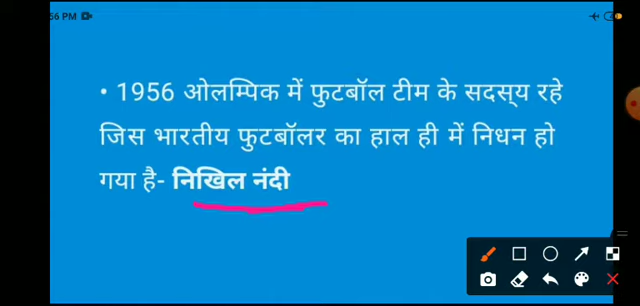 56 PM
• 1956 ओलम्पिक में फुटबॉल टीम के सदस्य रहे
जिस भारतीय फुटबॉलर का हाल ही में निधन हो
गया है- निखिल नंदी